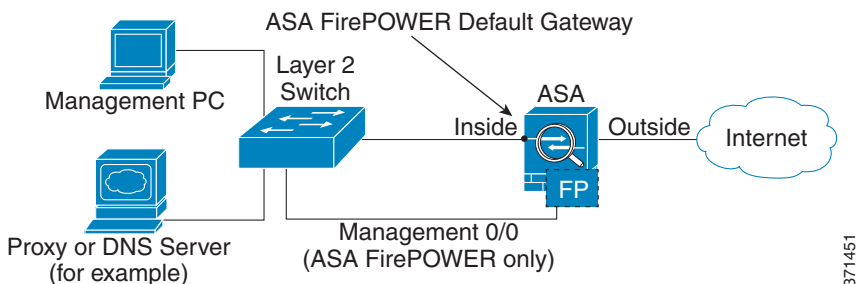 ASA FirePOWER Default Gateway
Management PC
Layer 2
Switch
ASA
Inside
Outside
Internet
FP
Proxy or DNS Server
(for example)
Management 0/0
(ASA FirePOWER only)
371451